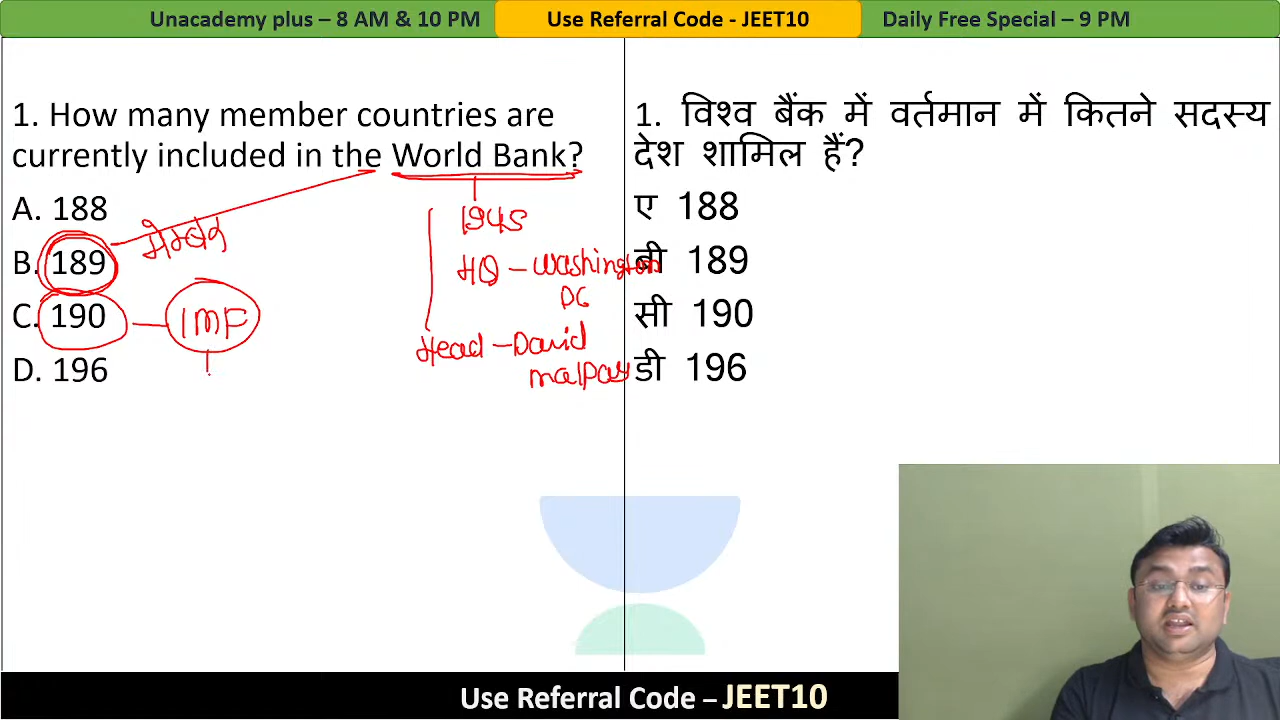 Unacademy plus – 8 AM & 10 PM
Use Referral Code - JEET10
Daily Free Special – 9 PM
1. How many member countries are
currently included in the World Bank?
A. 188
B. 189
C. 190
D. 196
1945
HQ – Washington
DC
Head – David
malpass
IMF
1. विश्व बैंक में वर्तमान में कितने सदस्य
देश शामिल हैं?
ए 188
बी 189
सी 190
डी 196
Use Referral Code – JEET10